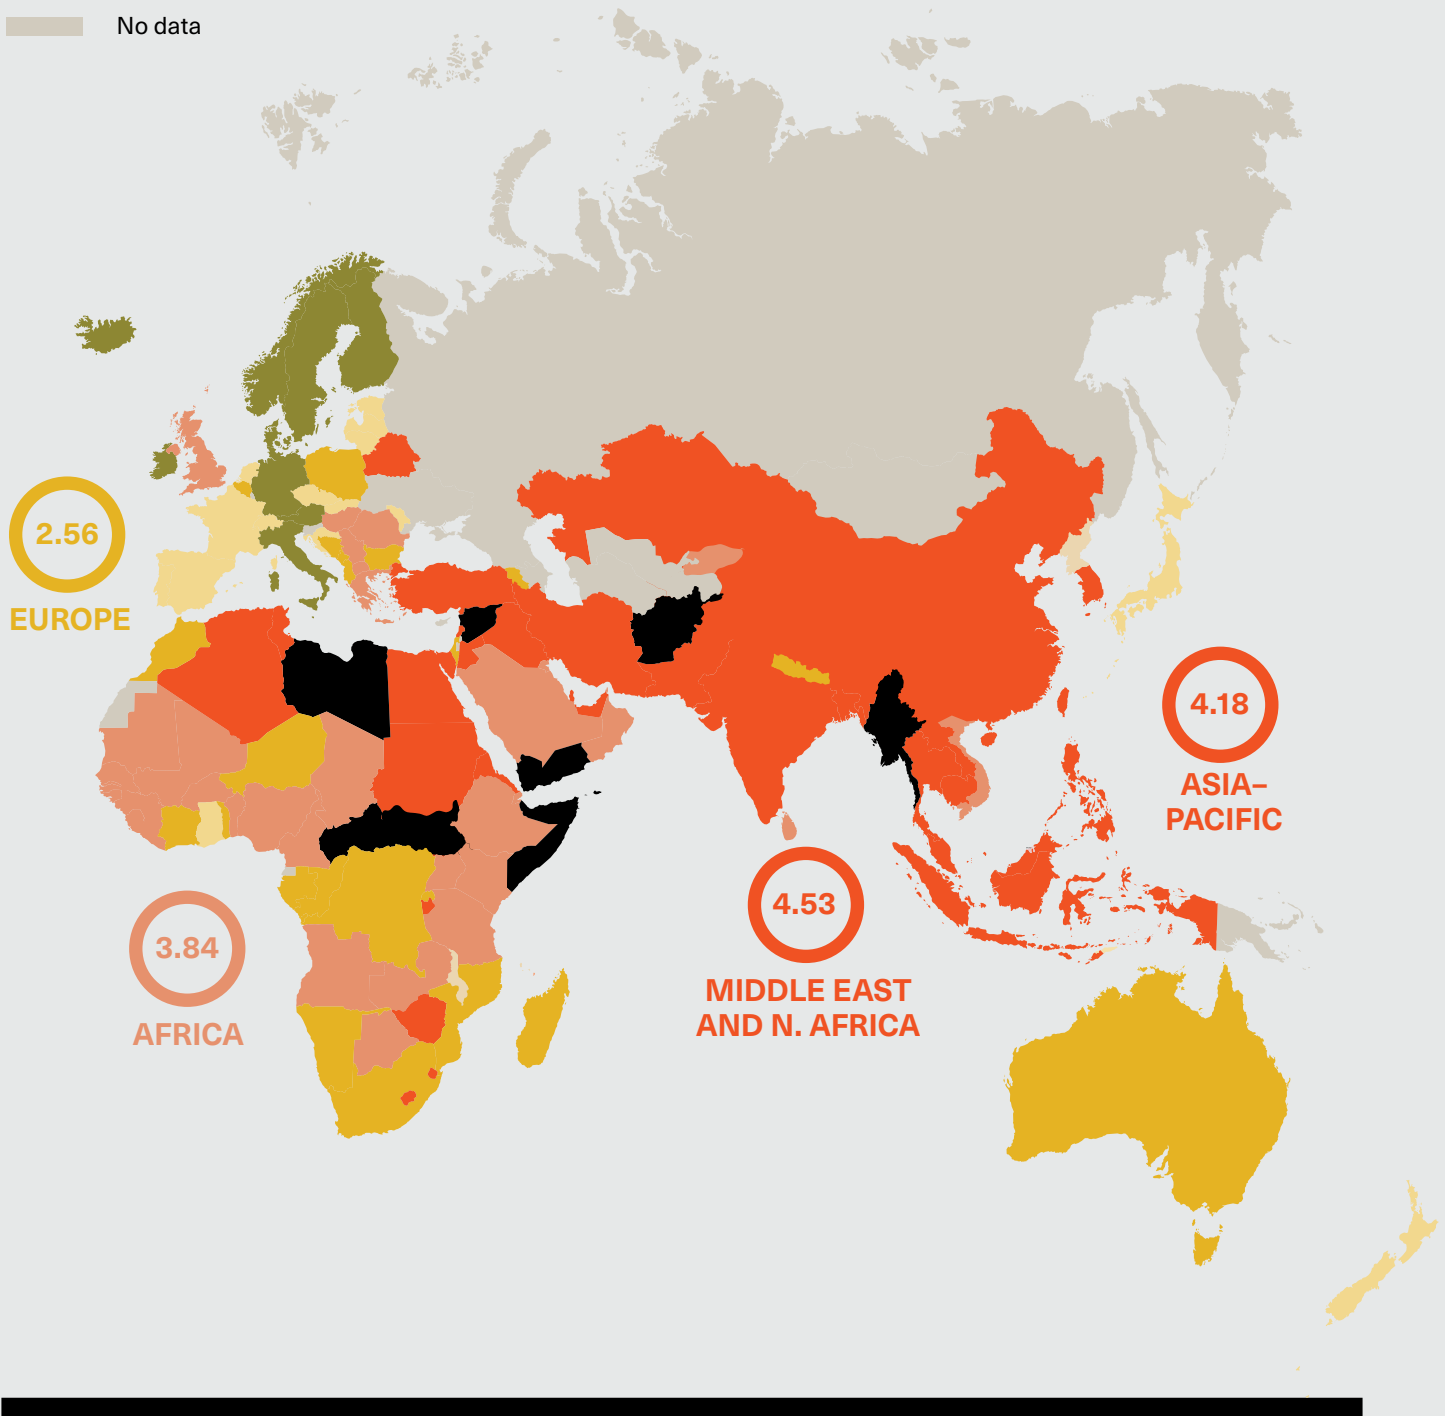 No data
2.56
EUROPE
4.18
ASIA–
PACIFIC
4.53
MIDDLE EAST
AND N. AFRICA
3.84
AFRICA